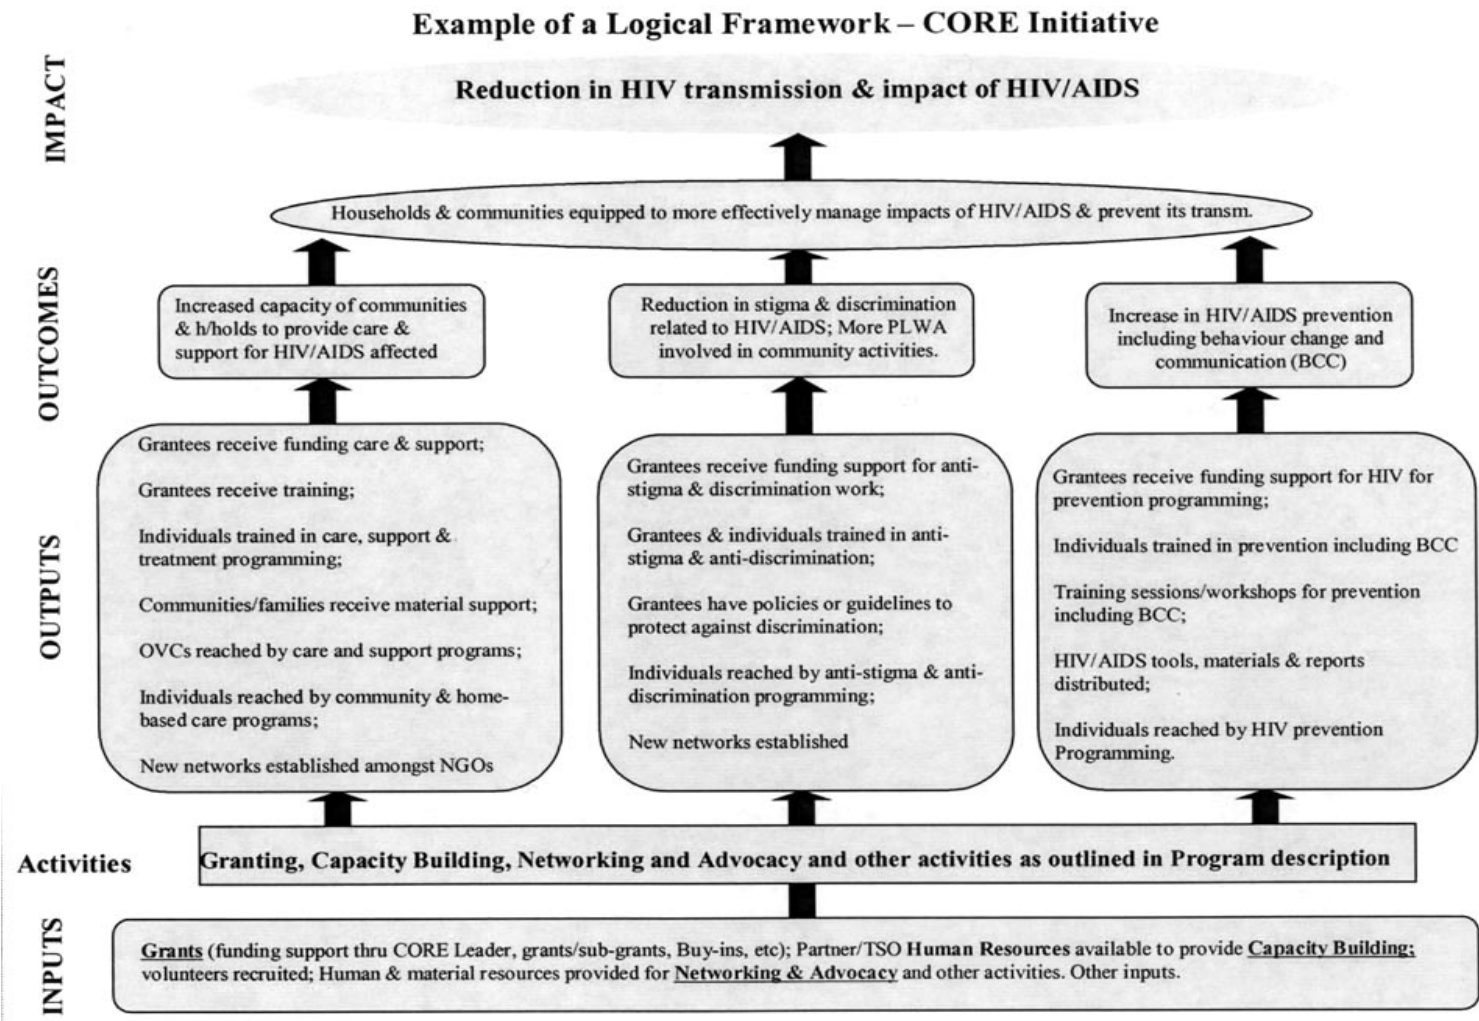 Example of a Logical Framework – CORE Initiative
IMPACT
Reduction in HIV transmission & impact of HIV/AIDS
Households & communities equipped to more effectively manage impacts of HIV/AIDS & prevent its transm.
OUTCOMES
Increased capacity of communities
& h/holds to provide care &
support for HIV/AIDS affected
Reduction in stigma & discrimination
related to HIV/AIDS; More PLWA
involved in community activities.
Increase in HIV/AIDS prevention
including behaviour change and
communication (BCC)
OUTPUTS
Grantees receive funding care & support;
Grantees receive training;
Individuals trained in care, support &
treatment programming;
Communities/families receive material support;
OVCs reached by care and support programs;
Individuals reached by community & home-
based care programs;
New networks established amongst NGOs
Grantees receive funding support for anti-
stigma & discrimination work;
Grantees & individuals trained in anti-
stigma & anti-discrimination;
Grantees have policies or guidelines to
protect against discrimination;
Individuals reached by anti-stigma & anti-
discrimination programming;
New networks established
Grantees receive funding support for HIV for
prevention programming;
Individuals trained in prevention including BCC
Training sessions/workshops for prevention
including BCC;
HIV/AIDS tools, materials & reports
distributed;
Individuals reached by HIV prevention
Programming.
Activities
Granting, Capacity Building, Networking and Advocacy and other activities as outlined in Program description
INPUTS
Grants (funding support thru CORE Leader, grants/sub-grants, Buy-ins, etc); Partner/TSO Human Resources available to provide Capacity Building;
volunteers recruited; Human & material resources provided for Networking & Advocacy and other activities. Other inputs.